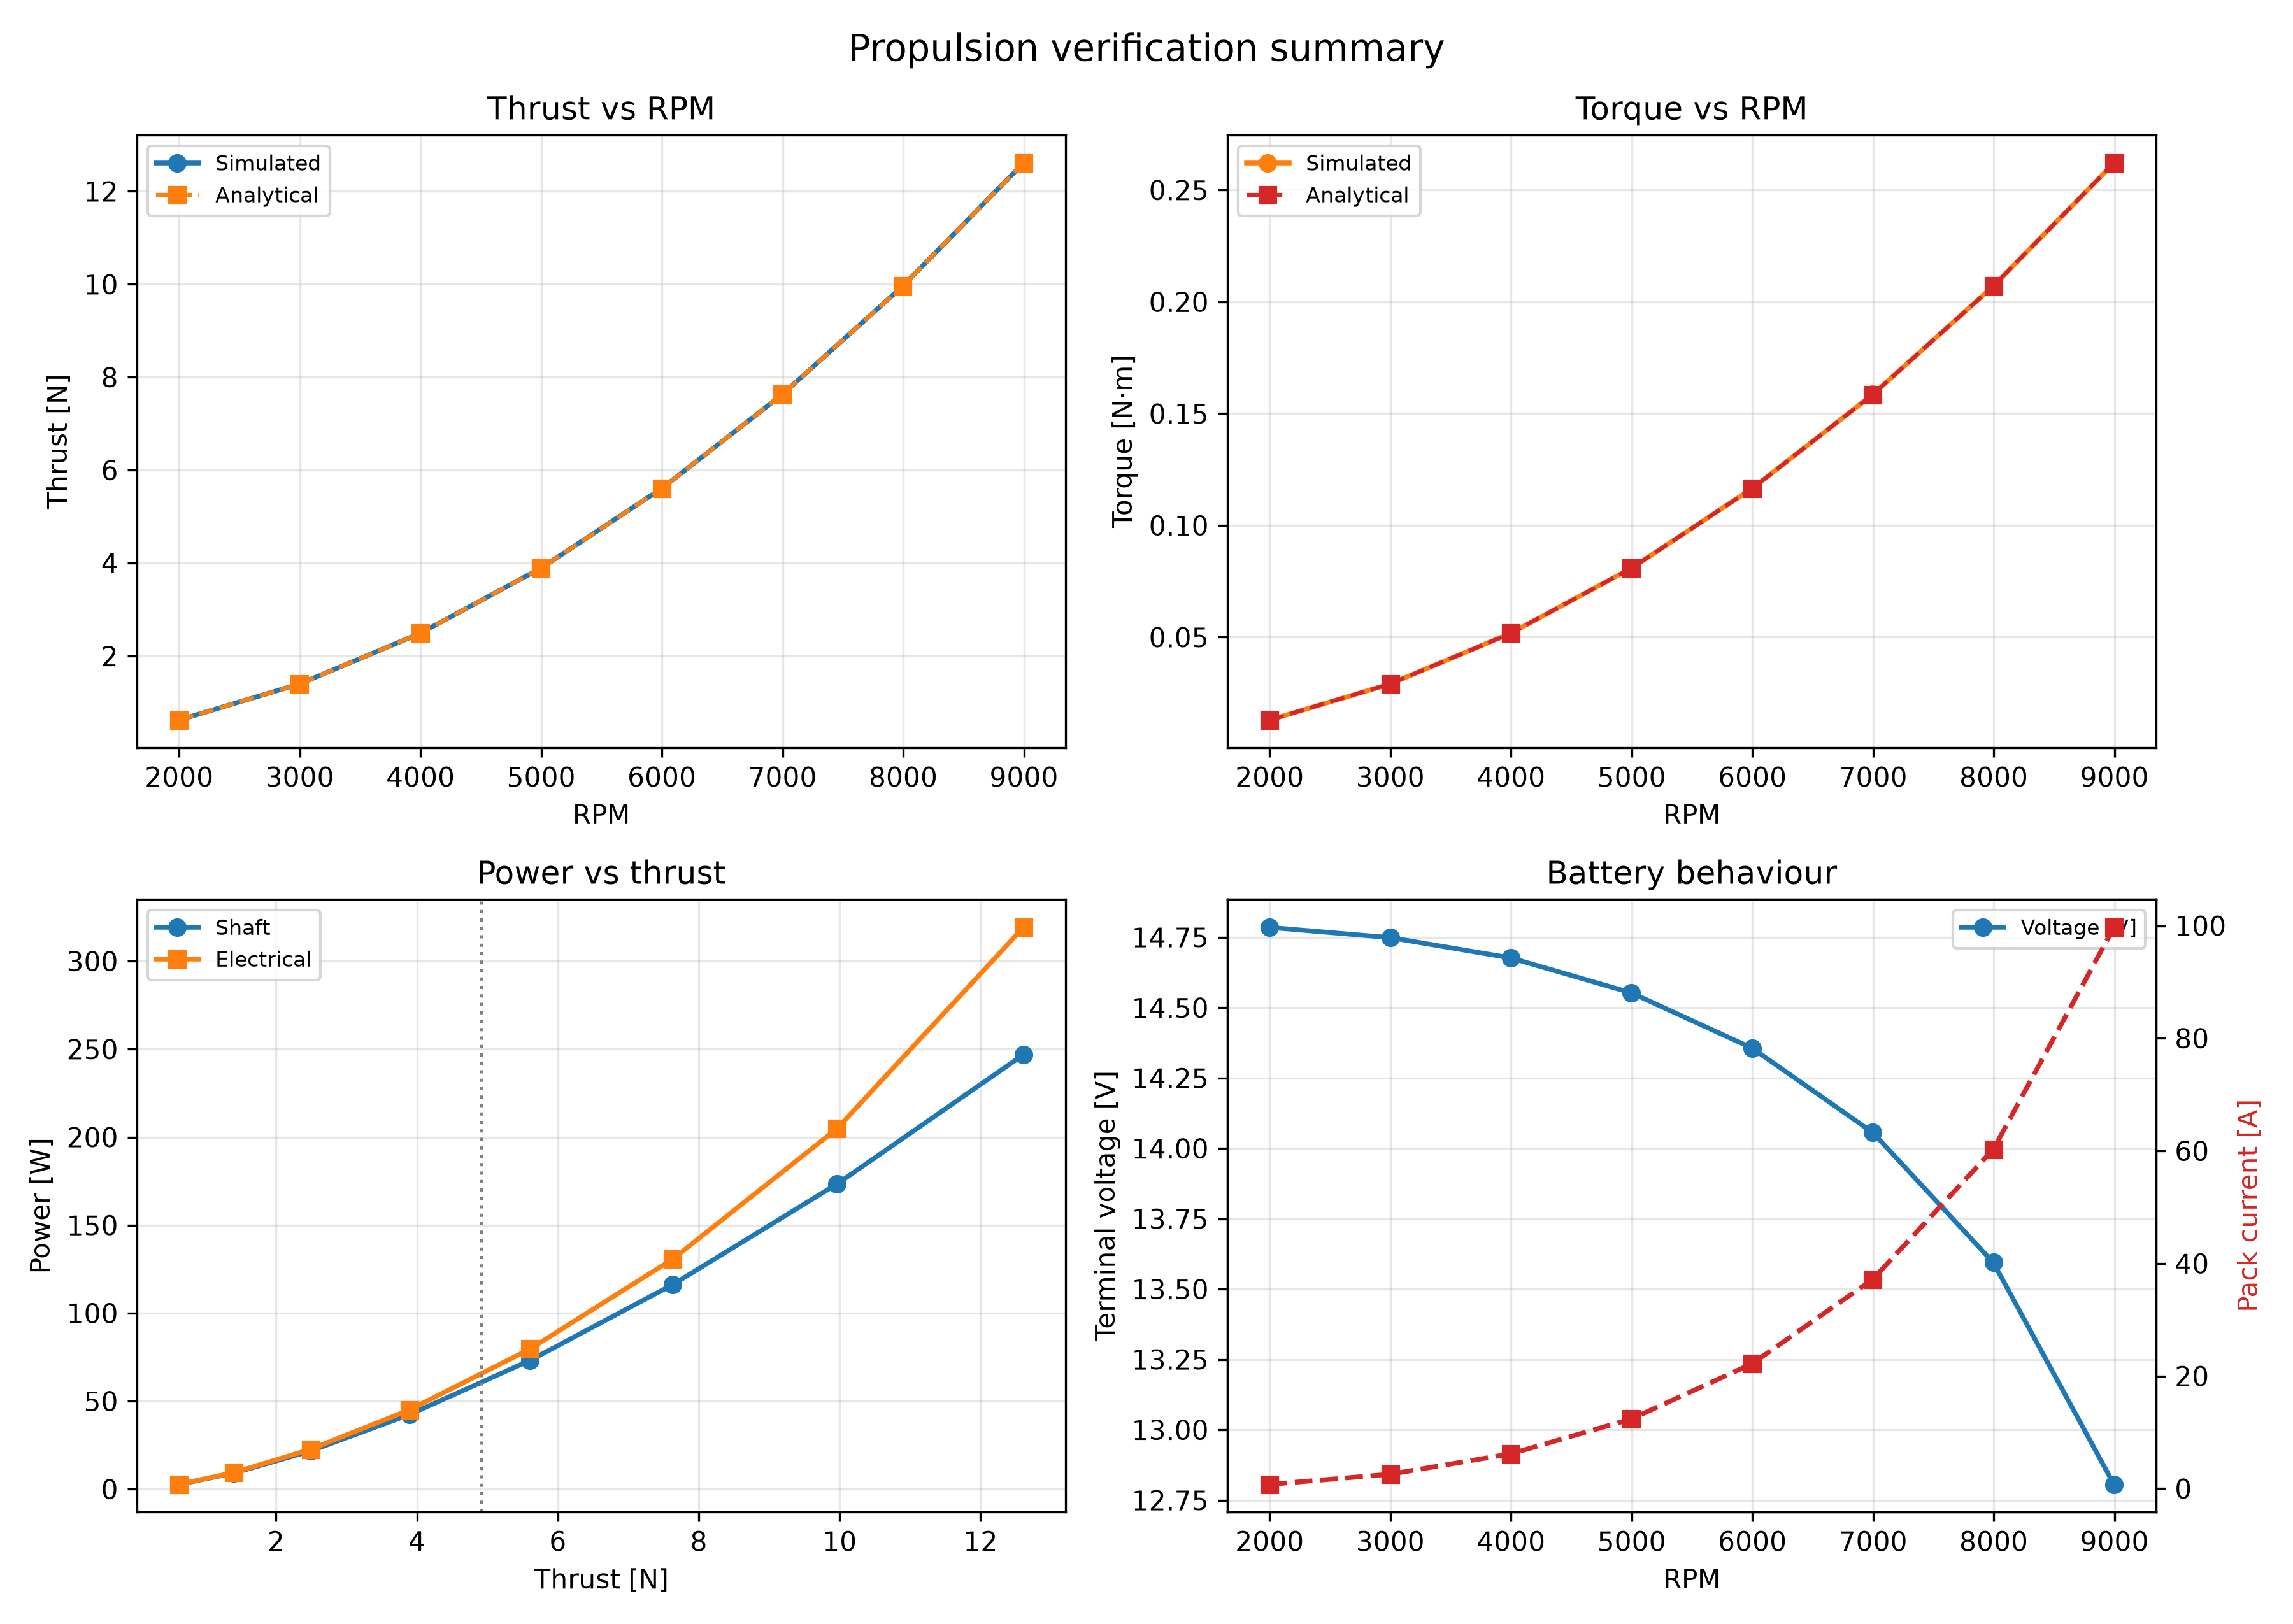 Propulsion verification summary
Thrust vs RPM
Simulated
Analytical
12
10
8
6
4
2
Thrust [N]
2000 3000 4000 5000 6000 7000 8000 9000
RPM
Torque vs RPM
Simulated
Analytical
0.25
0.20
0.15
0.10
0.05
Torque [N·m]
2000 3000 4000 5000 6000 7000 8000 9000
RPM
Power vs thrust
Shaft
Electrical
300
250
200
150
100
50
0
Power [W]
2 4 6 8 10 12
Thrust [N]
Battery behaviour
Voltage
14.75
14.50
14.25
14.00
13.75
13.50
13.25
13.00
12.75
Terminal voltage [V]
100
80
60
40
20
0
Pack current [A]
2000 3000 4000 5000 6000 7000 8000 9000
RPM